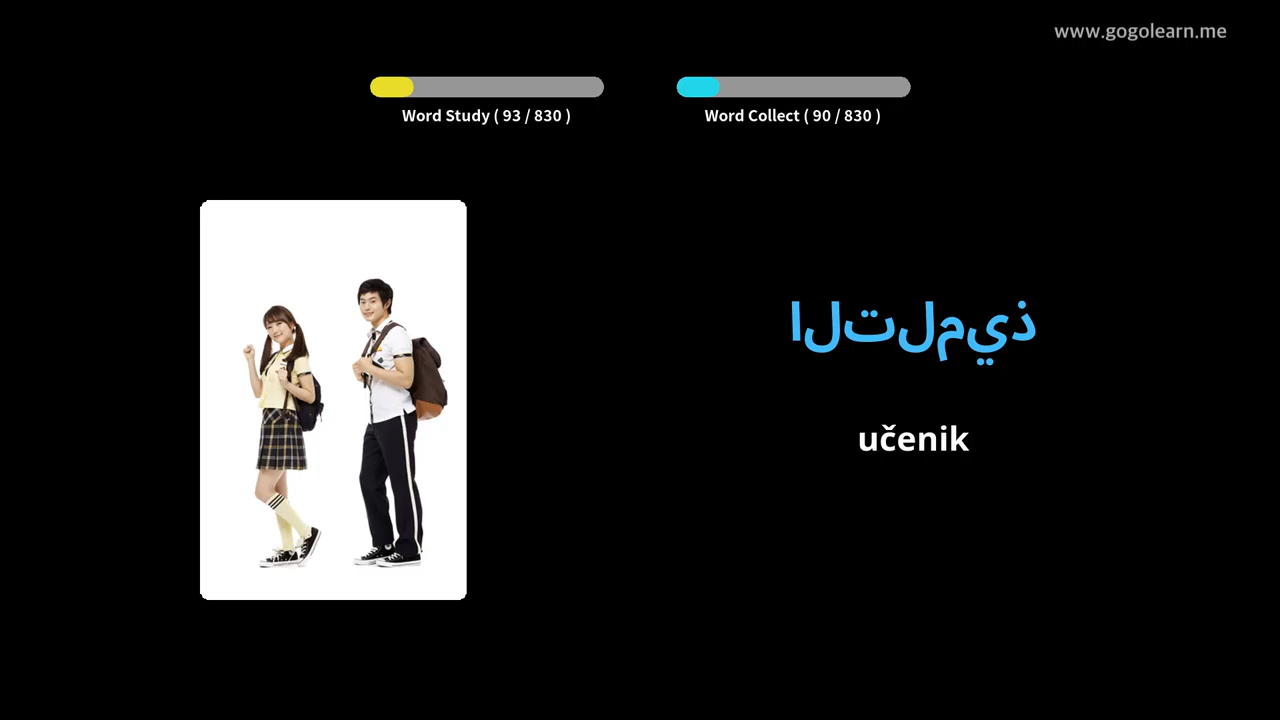 www.gogolearn.me
Word Study ( 93 / 830 )
Word Collect ( 90 / 830 )
التلميذ
učenik